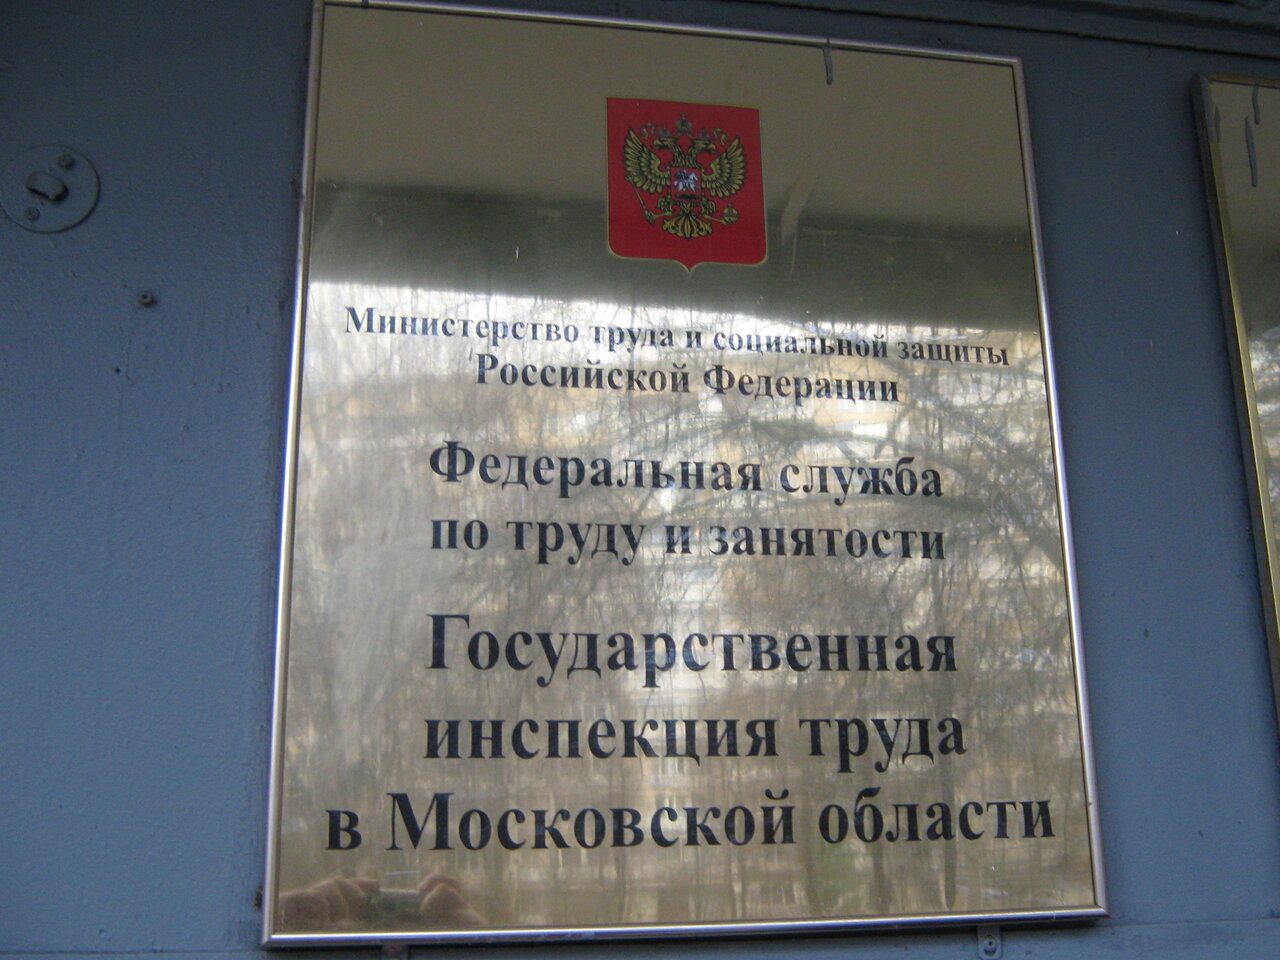 Министерство труда и социальной защиты
Российской Федерации
Федеральная служба
по труду и занятости
Государственная
инспекция труда
в Московской области